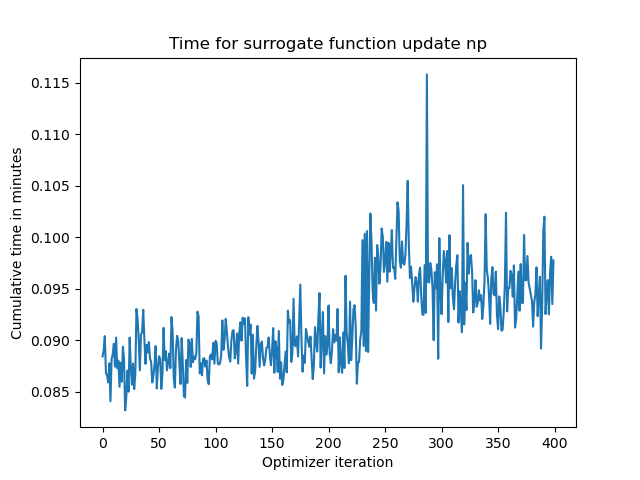 Time for surrogate function update np
Cumulative time in minutes
0.115
0.110
0.105
0.100
0.095
0.090
0.085
0 50 100 150 200 250 300 350 400
Optimizer iteration